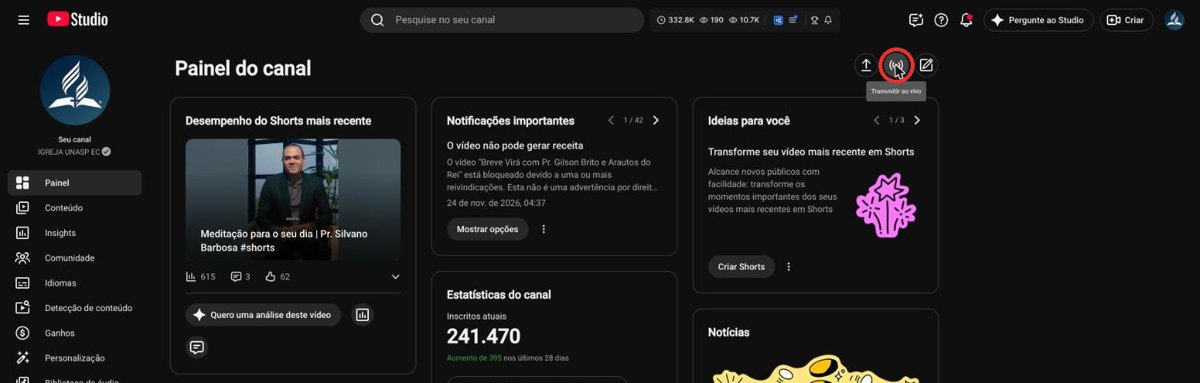 Studio
Pesquise no seu canal
332.8K 190 10.7K
Pergunte ao Studio
Criar
Painel do canal
Transmitir ao vivo
Seu canal
IGREJA UNASP EC
Painel
Conteúdo
Insights
Comunidade
Idiomas
Detecção de conteúdo
Ganhos
Personalização
Biblioteca de áudio
Desempenho do Shorts mais recente
Meditação para o seu dia | Pr. Silvano
Barbosa #shorts
615 3 62
Quero uma análise deste vídeo
Notificações importantes
1 / 42
O vídeo não pode gerar receita
O vídeo "Breve Virá com Pr. Gilson Brito e Arautos do
Rei" está bloqueado devido a uma ou mais
reivindicações. Esta não é uma advertência por direit...
24 de nov. de 2026, 04:37
Mostrar opções
Estatísticas do canal
Inscritos atuais
241.470
Aumento de 395 nos últimos 28 dias
Ideias para você
1 / 3
Transforme seu vídeo mais recente em Shorts
Alcance novos públicos com
facilidade: transforme os
momentos importantes dos seus
vídeos mais recentes em Shorts
Criar Shorts
Notícias